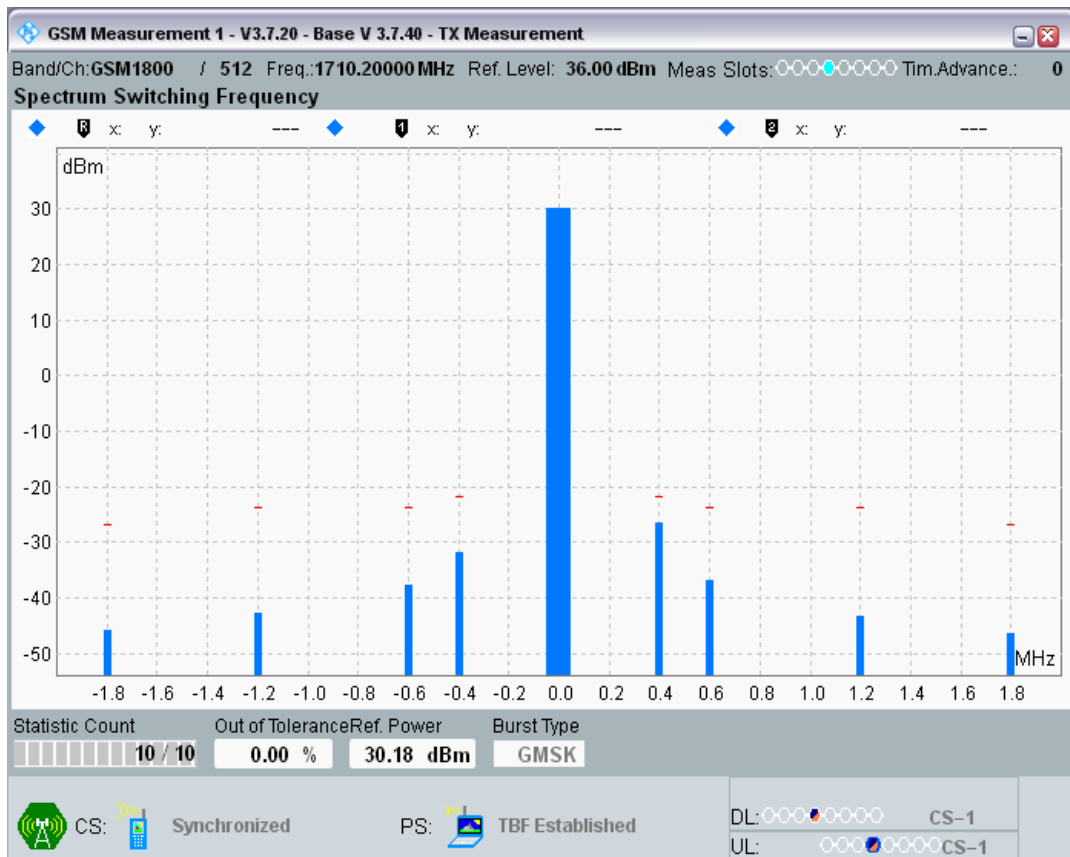 GSM Measurement 1 - V3.7.20 - Base V 3.7.40 - TX Measurement
Band/Ch:GSM1800 / 512 Freq.:1710.20000 MHz Ref. Level: 36.00 dBm Meas Slots: Tim.Advance.: 0
Spectrum Switching Frequency
R x: y: --- 1 x: y: --- 2 x: y: ---
dBm
30
20
10
0
-10
-20
-30
-40
-50
MHz
-1.8 -1.6 -1.4 -1.2 -1.0 -0.8 -0.6 -0.4 -0.2 0.0 0.2 0.4 0.6 0.8 1.0 1.2 1.4 1.6 1.8
Statistic Count Out of Tolerance Ref. Power Burst Type
10 / 10 0.00 % 30.18 dBm GMSK
CS: Synchronized PS: TBF Established
DL: CS-1
UL: CS-1